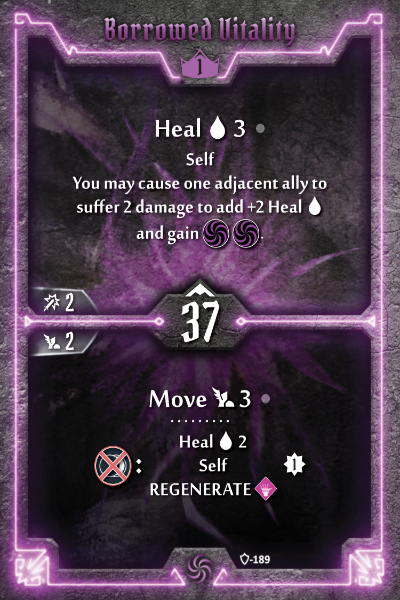 Borrowed Vitality
1
Heal 3
Self
You may cause one adjacent ally to
suffer 2 damage to add +2 Heal
and gain .
2
37
2
Move 3
Heal 2
:
Self
1
REGENERATE
-189